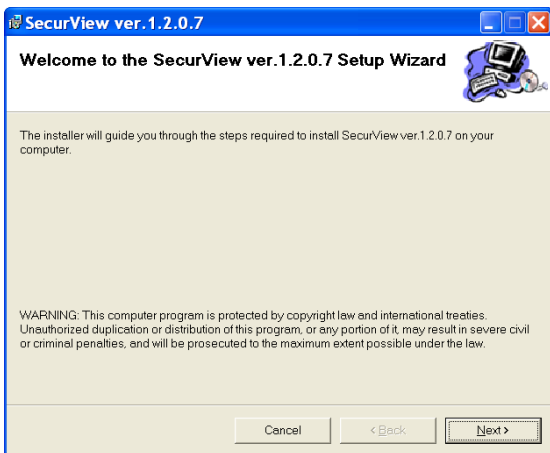 SecurView ver.1.2.0.7
Welcome to the SecurView ver.1.2.0.7 Setup Wizard
The installer will guide you through the steps required to install SecurView ver.1.2.0.7 on your
computer.
WARNING: This computer program is protected by copyright law and international treaties.
Unauthorized duplication or distribution of this program, or any portion of it, may result in severe civil
or criminal penalties, and will be prosecuted to the maximum extent possible under the law.
Cancel
< Back
Next >